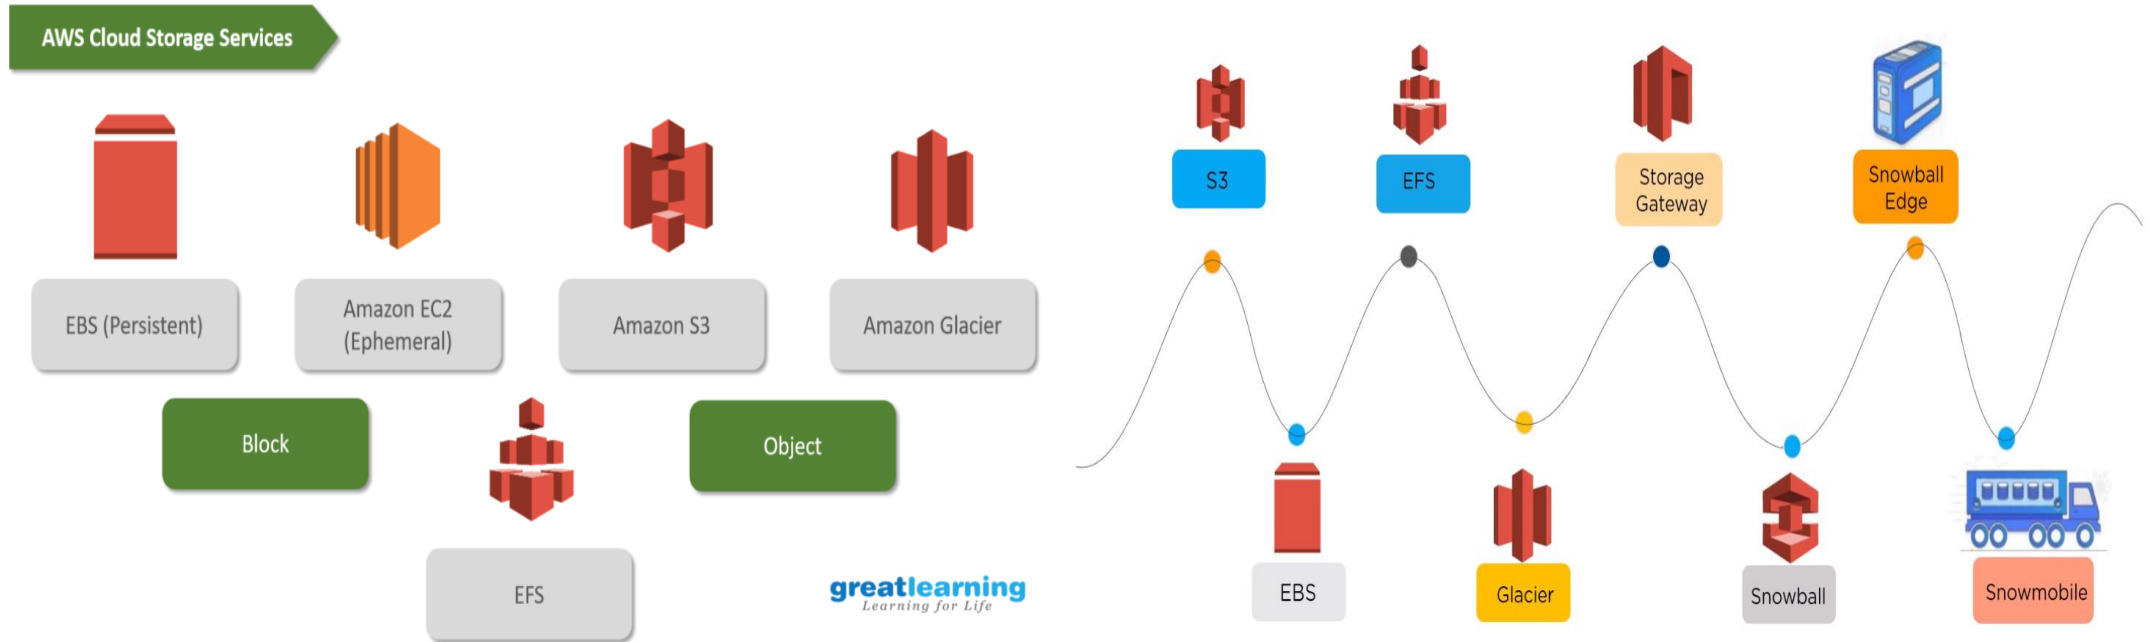 AWS Cloud Storage Services
EBS (Persistent)
Amazon EC2
(Ephemeral)
Amazon S3
Amazon Glacier
Block
Object
EFS
greatlearning
Learning for Life
S3
EFS
Storage
Gateway
Snowball
Edge
EBS
Glacier
Snowball
Snowmobile